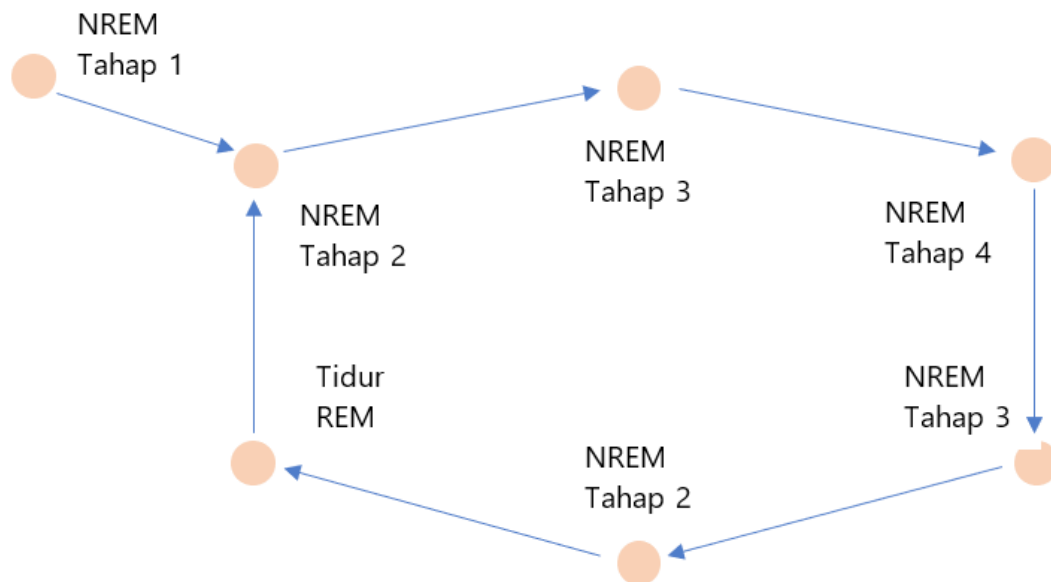 NREM
Tahap 1
NREM
Tahap 2
NREM
Tahap 3
NREM
Tahap 4
NREM
Tahap 3
NREM
Tahap 2
Tidur
REM